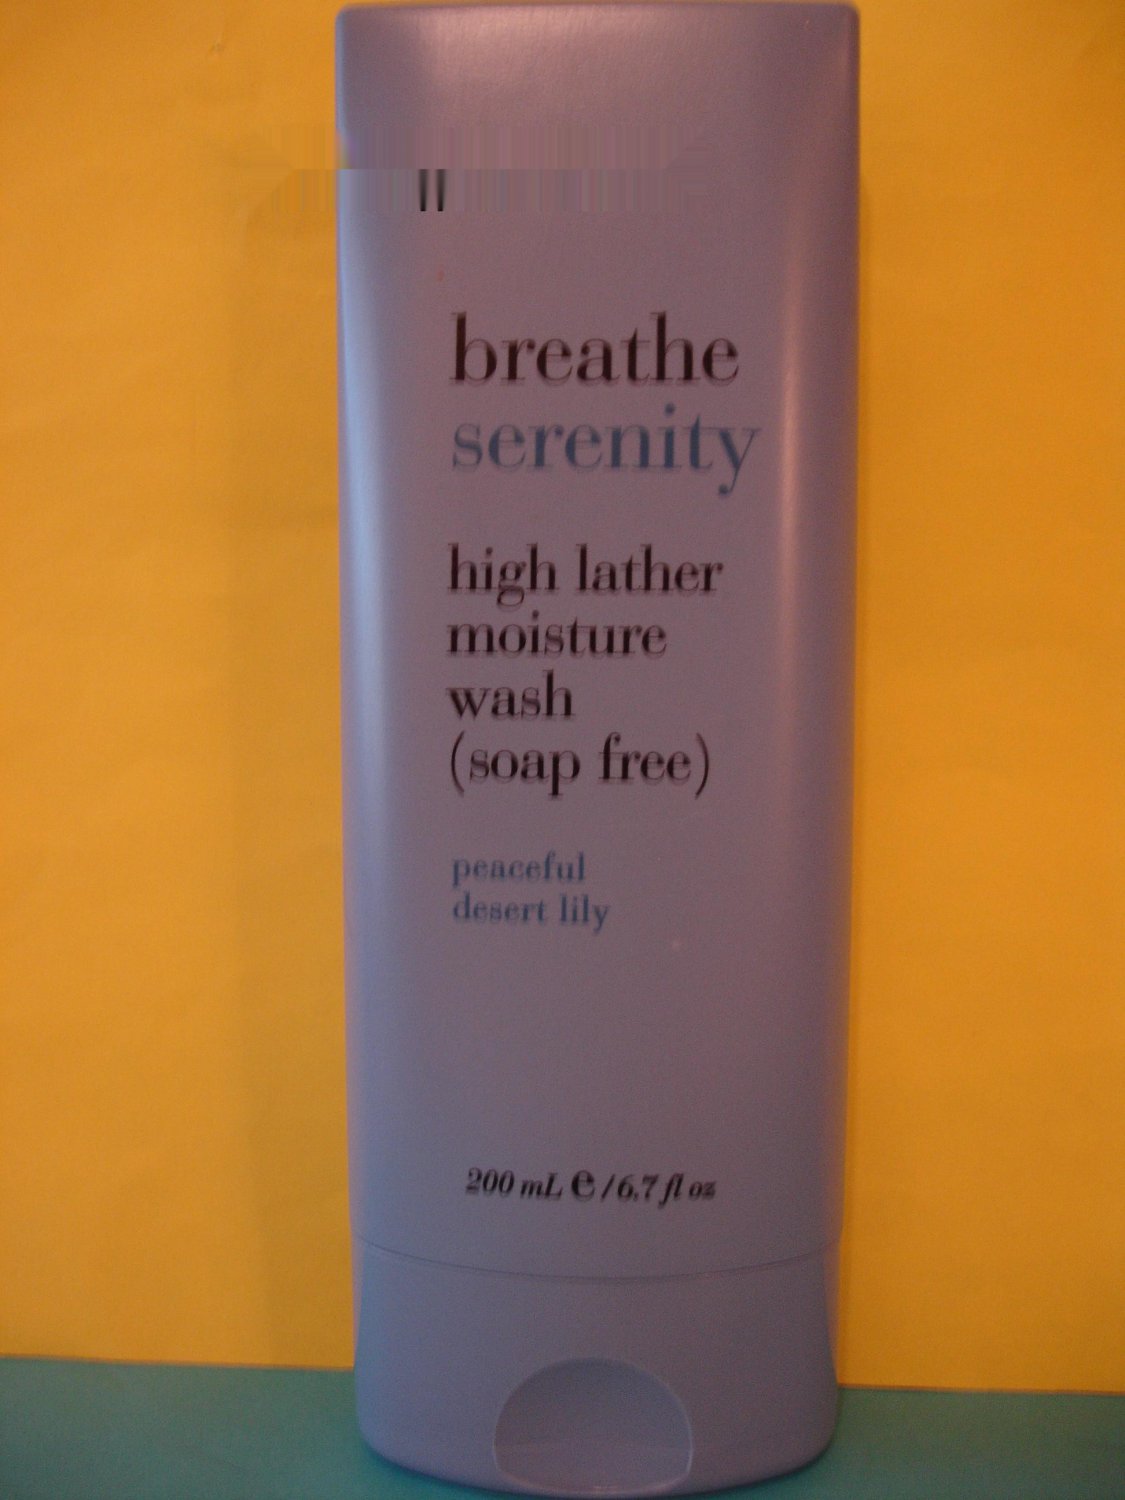 breathe
serenity
high lather
moisture
wash
(soap free)
peaceful
desert lily
200 mL e / 6.7 fl oz